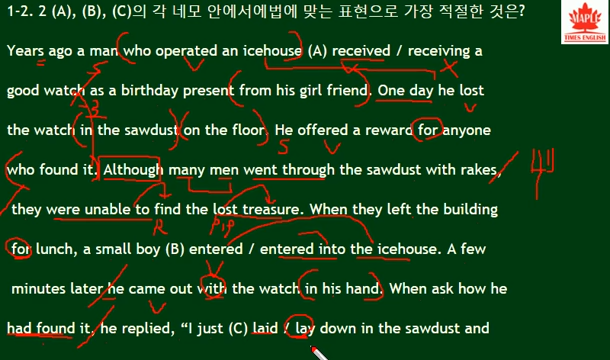 1-2. 2 (A), (B), (C)의 각 네모 안에서에법에 맞는 표현으로 가장 적절한 것은?
MAPLE
TIMES ENGLISH
Years ago a man who operated an icehouse (A) received / receiving a
good watch as a birthday present from his girl friend. One day he lost
the watch in the sawdust on the floor. He offered a reward for anyone
who found it. Although many men went through the sawdust with rakes,
they were unable to find the lost treasure. When they left the building
for lunch, a small boy (B) entered / entered into the icehouse. A few
minutes later he came out with the watch in his hand. When ask how he
had found it, he replied, “I just (C) laid / lay down in the sawdust and